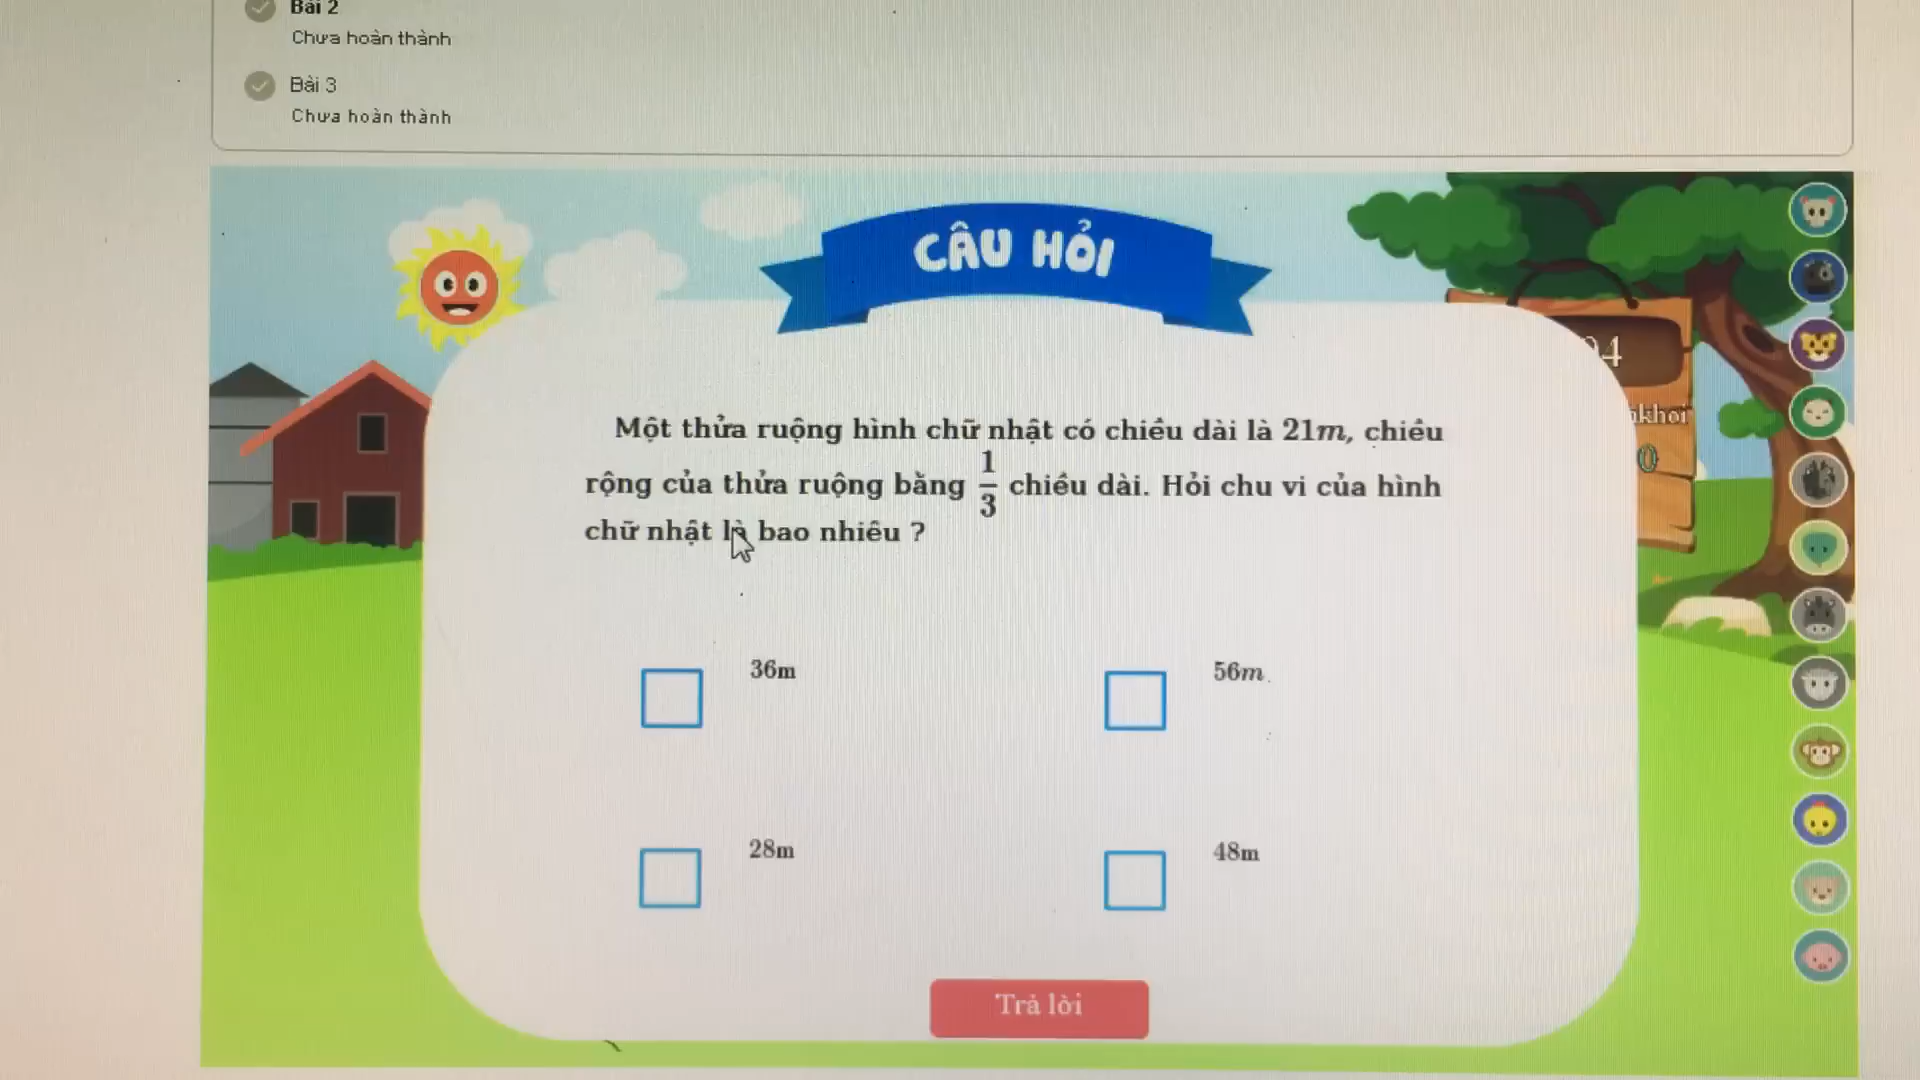 Bài 2
Chưa hoàn thành
Bài 3
Chưa hoàn thành
CÂU HỎI
04
Một thửa ruộng hình chữ nhật có chiều dài là 21m, chiều
rộng của thửa ruộng bằng 1/3 chiều dài. Hỏi chu vi của hình
chữ nhật là bao nhiêu ?
0
36m
56m
28m
48m
Trả lời